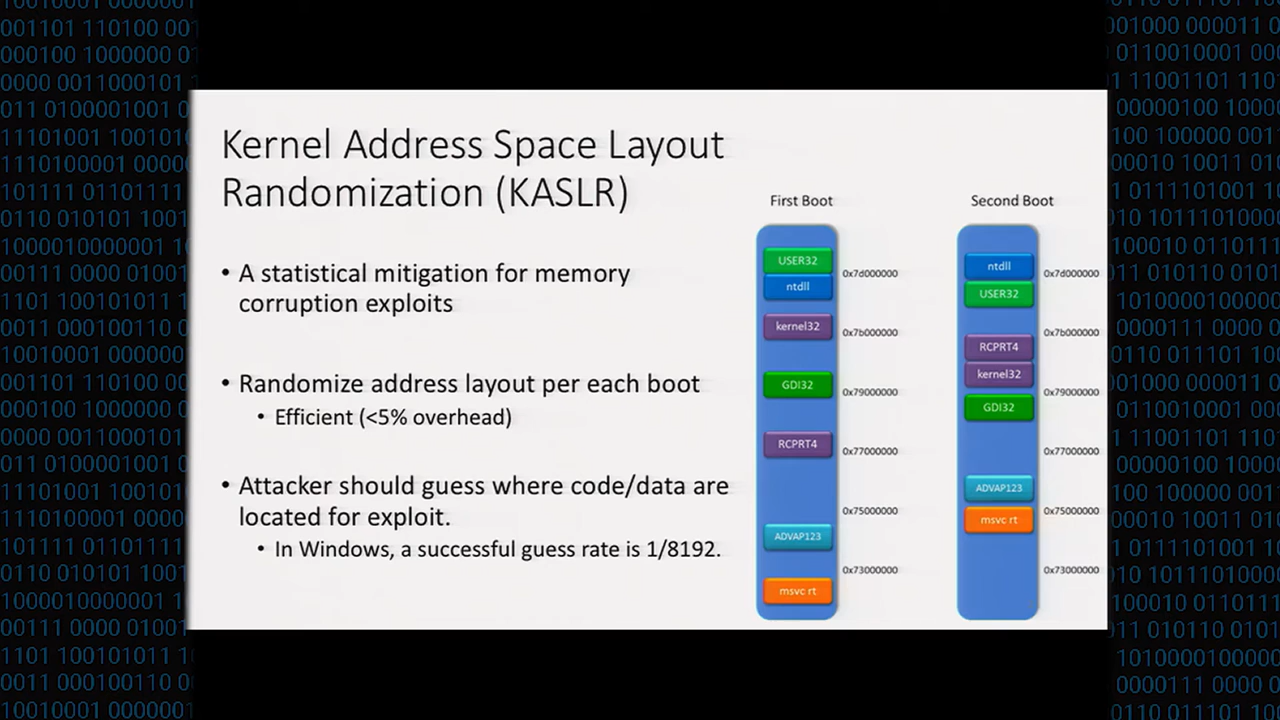 Kernel Address Space Layout
Randomization (KASLR)
• A statistical mitigation for memory
corruption exploits
• Randomize address layout per each boot
• Efficient (<5% overhead)
• Attacker should guess where code/data are
located for exploit.
• In Windows, a successful guess rate is 1/8192.
First Boot
USER32
ntdll
kernel32
GDI32
RCPRT4
ADVAP123
msvc rt
0x7d000000
0x7b000000
0x79000000
0x77000000
0x75000000
0x73000000
Second Boot
ntdll
USER32
RCPRT4
kernel32
GDI32
ADVAP123
msvc rt
0x7d000000
0x7b000000
0x79000000
0x77000000
0x75000000
0x73000000